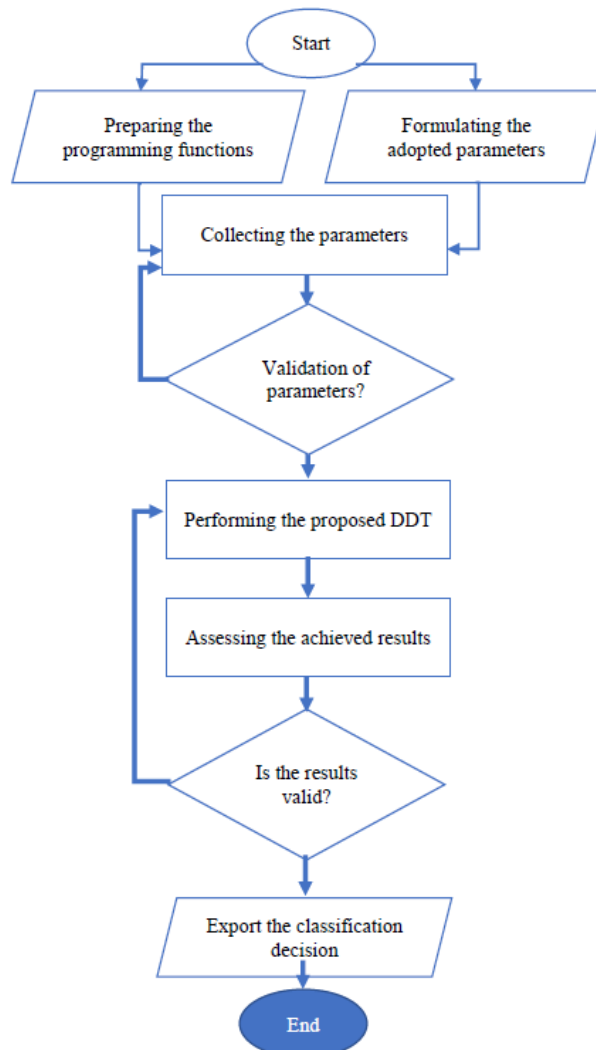 Start
Preparing the
programming functions
Formulating the
adopted parameters
Collecting the parameters
Validation of
parameters?
Performing the proposed DDT
Assessing the achieved results
Is the results
valid?
Export the classification
decision
End